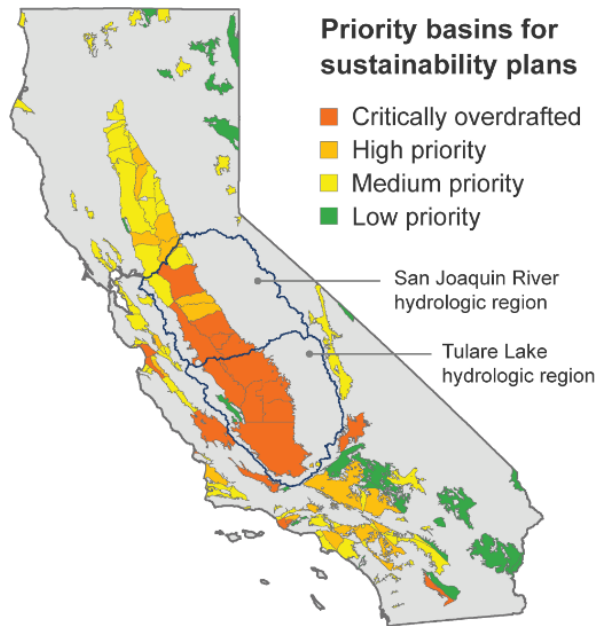 Priority basins for
sustainability plans
Critically overdrafted
High priority
Medium priority
Low priority
San Joaquin River
hydrologic region
Tulare Lake
hydrologic region